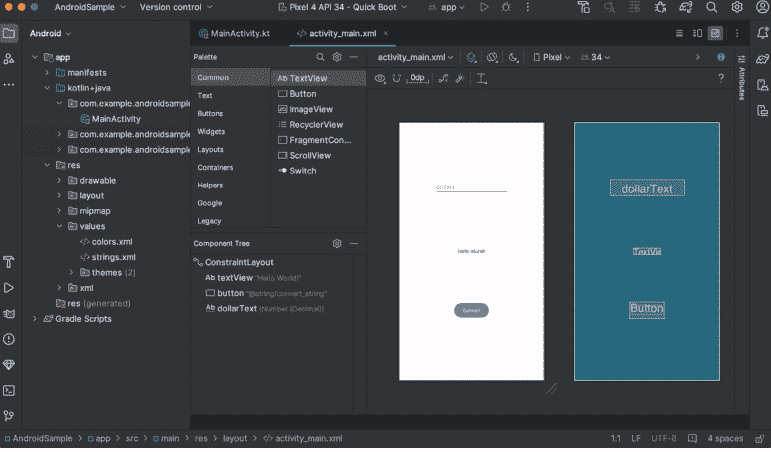 AndroidSample Version control Pixel 4 API 34 - Quick Boot app
MainActivity.kt activity_main.xml
Android
app
manifests
kotlin+java
com.example.androidsample
MainActivity
com.example.androidsample
com.example.androidsample
res
drawable
layout
mipmap
values
colors.xml
strings.xml
themes (2)
xml
res (generated)
Gradle Scripts
Palette
Common
Text
Buttons
Widgets
Layouts
Containers
Helpers
Google
Legacy
Ab TextView
Button
ImageView
RecyclerView
FragmentCon...
ScrollView
Switch
Component Tree
ConstraintLayout
Ab textView "Hello World!"
button "@string/convert_string"
Ab dollarText (Number (Decimal))
activity_main.xml Pixel 34
0dp
?
Attributes
Hello World!
Convert
dollarText
TextVie
Button
AndroidSample > app > src > main > res > layout > activity_main.xml 1:1 LF UTF-8 4 spaces